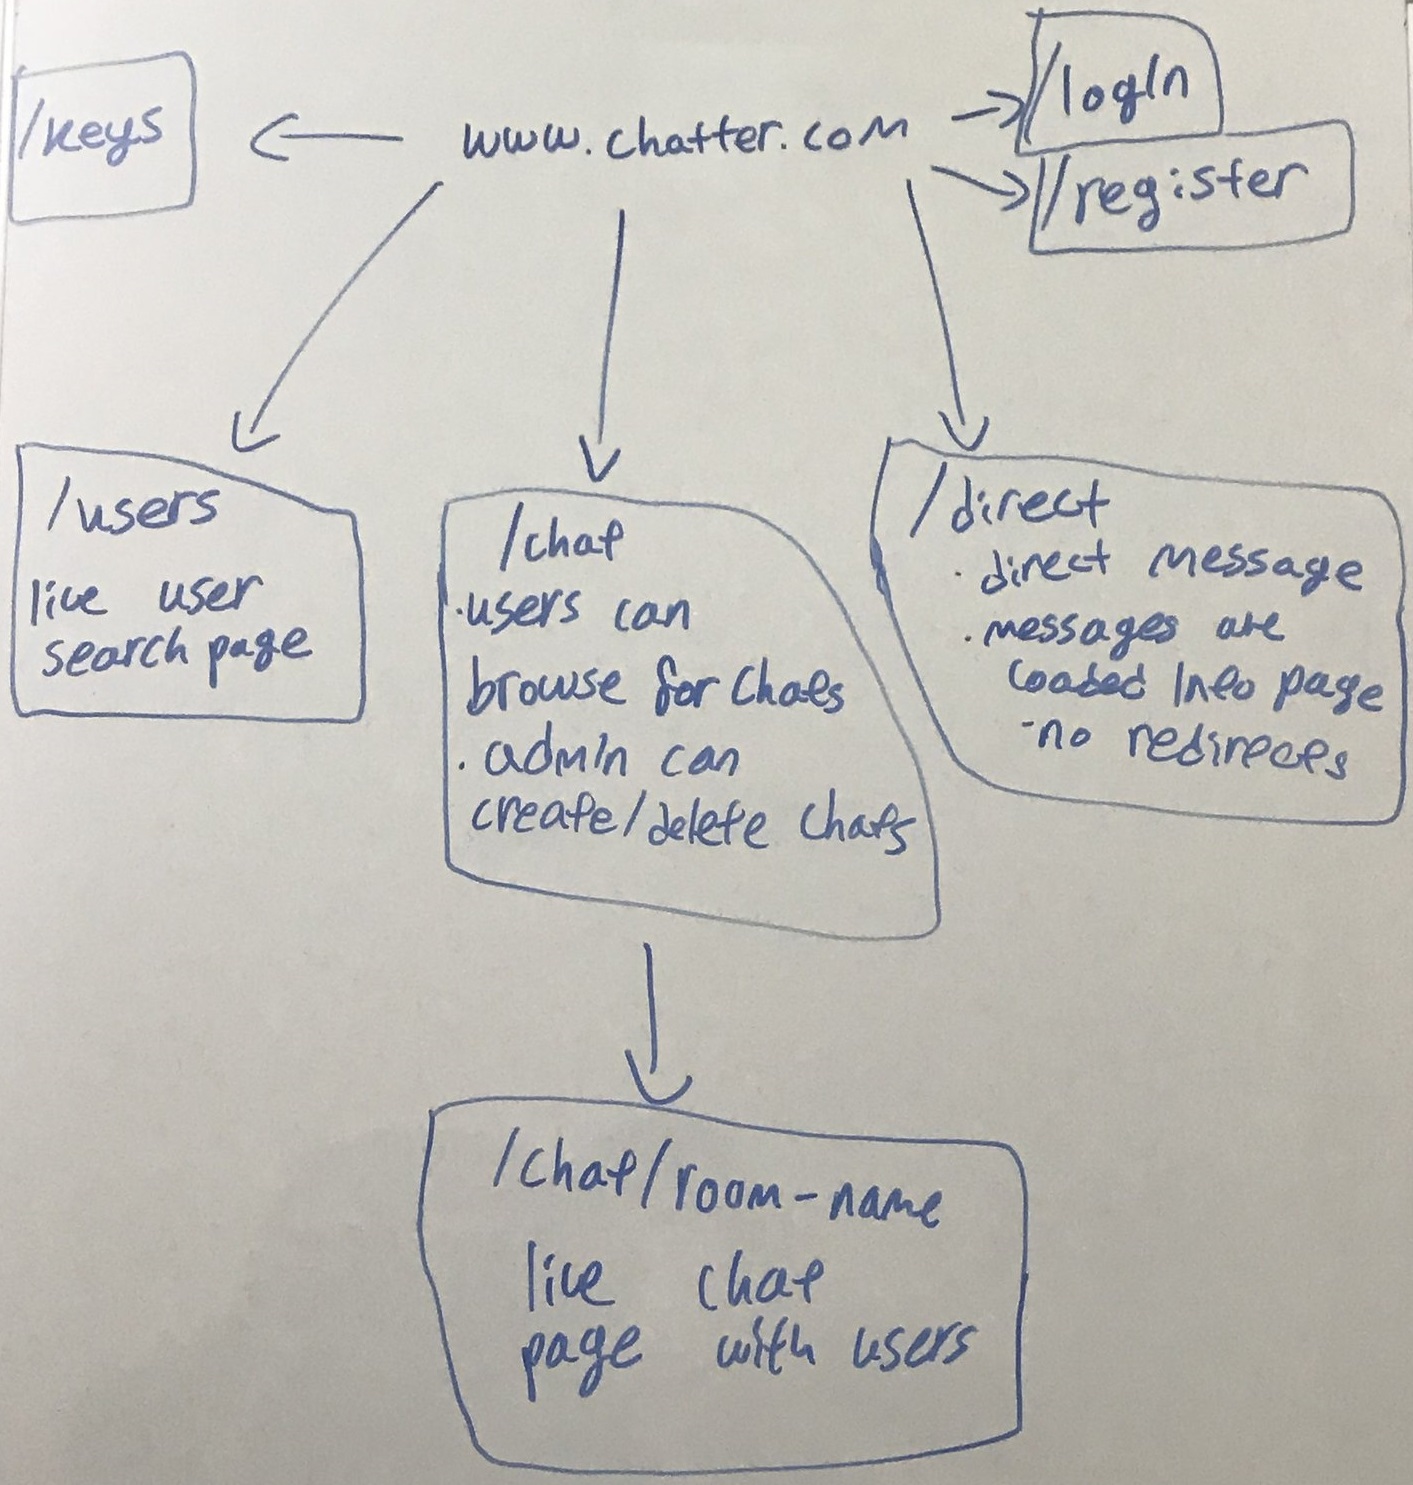 /keys
www.chatter.com
/login
/register
/users
live user
search page
/chat
.users can
browse for chats
. admin can
create/delete chats
/direct
. direct message
. messages are
loaded into page
-no redirects
/chat/room-name
live chat
page with users